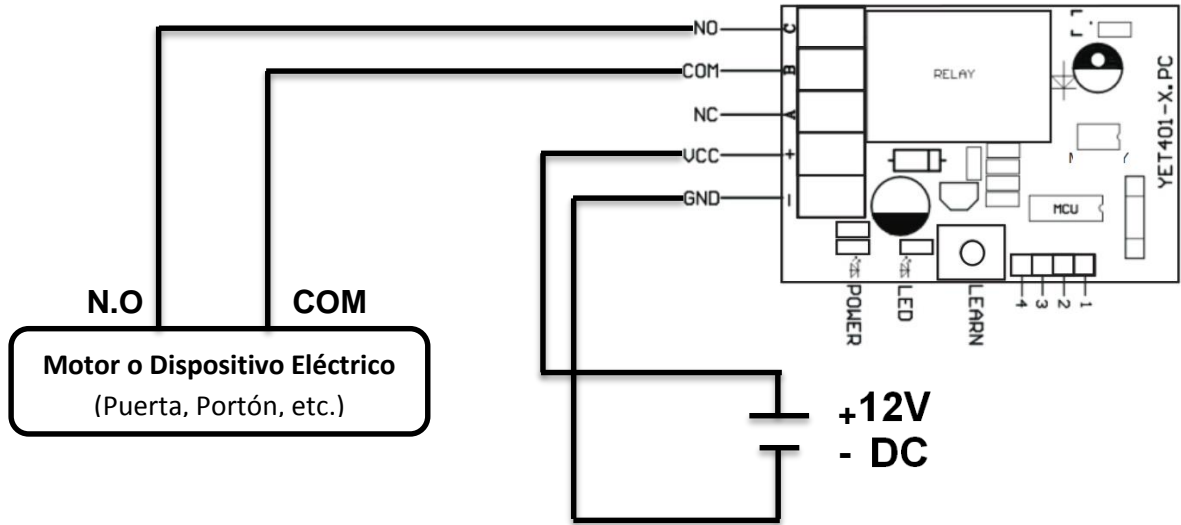 NO
C
COM
B
NC
A
VCC
+
GND
-
RELAY
MCU
YET401-X.PC
POWER
LED
LEARN
4
3
2
1
N.O
COM
Motor o Dispositivo Eléctrico
(Puerta, Portón, etc.)
+12V
- DC